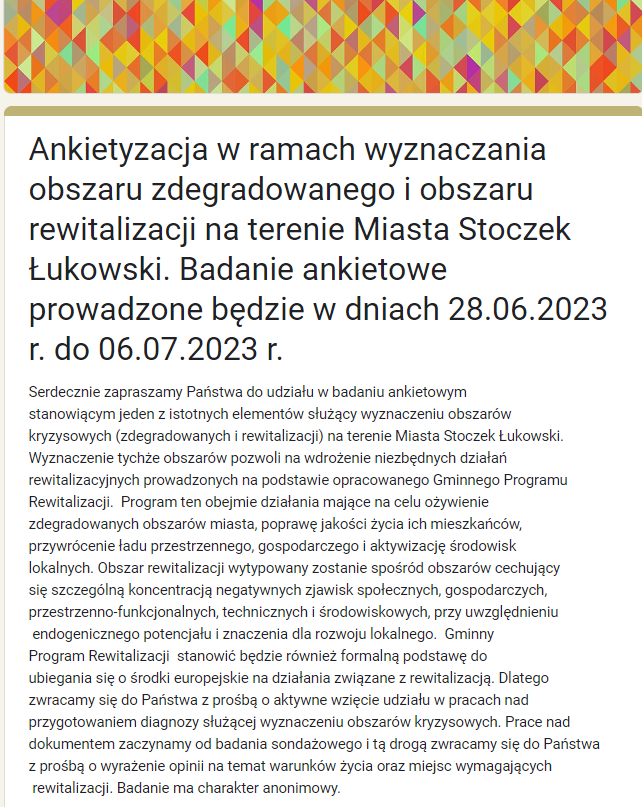 Ankietyzacja w ramach wyznaczania
obszaru zdegradowanego i obszaru
rewitalizacji na terenie Miasta Stoczek
Łukowski. Badanie ankietowe
prowadzone będzie w dniach 28.06.2023
r. do 06.07.2023 r.
Serdecznie zapraszamy Państwa do udziału w badaniu ankietowym
stanowiącym jeden z istotnych elementów służący wyznaczeniu obszarów
kryzysowych (zdegradowanych i rewitalizacji) na terenie Miasta Stoczek Łukowski.
Wyznaczenie tychże obszarów pozwoli na wdrożenie niezbędnych działań
rewitalizacyjnych prowadzonych na podstawie opracowanego Gminnego Programu
Rewitalizacji.  Program ten obejmie działania mające na celu ożywienie
zdegradowanych obszarów miasta, poprawę jakości życia ich mieszkańców,
przywrócenie ładu przestrzennego, gospodarczego i aktywizację środowisk
lokalnych. Obszar rewitalizacji wytypowany zostanie spośród obszarów cechujący
się szczególną koncentracją negatywnych zjawisk społecznych, gospodarczych,
przestrzenno-funkcjonalnych, technicznych i środowiskowych, przy uwzględnieniu
endogenicznego potencjału i znaczenia dla rozwoju lokalnego.  Gminny
Program Rewitalizacji  stanowić będzie również formalną podstawę do
ubiegania się o środki europejskie na działania związane z rewitalizacją. Dlatego
zwracamy się do Państwa z prośbą o aktywne wzięcie udziału w pracach nad
przygotowaniem diagnozy służącej wyznaczeniu obszarów kryzysowych. Prace nad
dokumentem zaczynamy od badania sondażowego i tą drogą zwracamy się do Państwa
z prośbą o wyrażenie opinii na temat warunków życia oraz miejsc wymagających
rewitalizacji. Badanie ma charakter anonimowy.